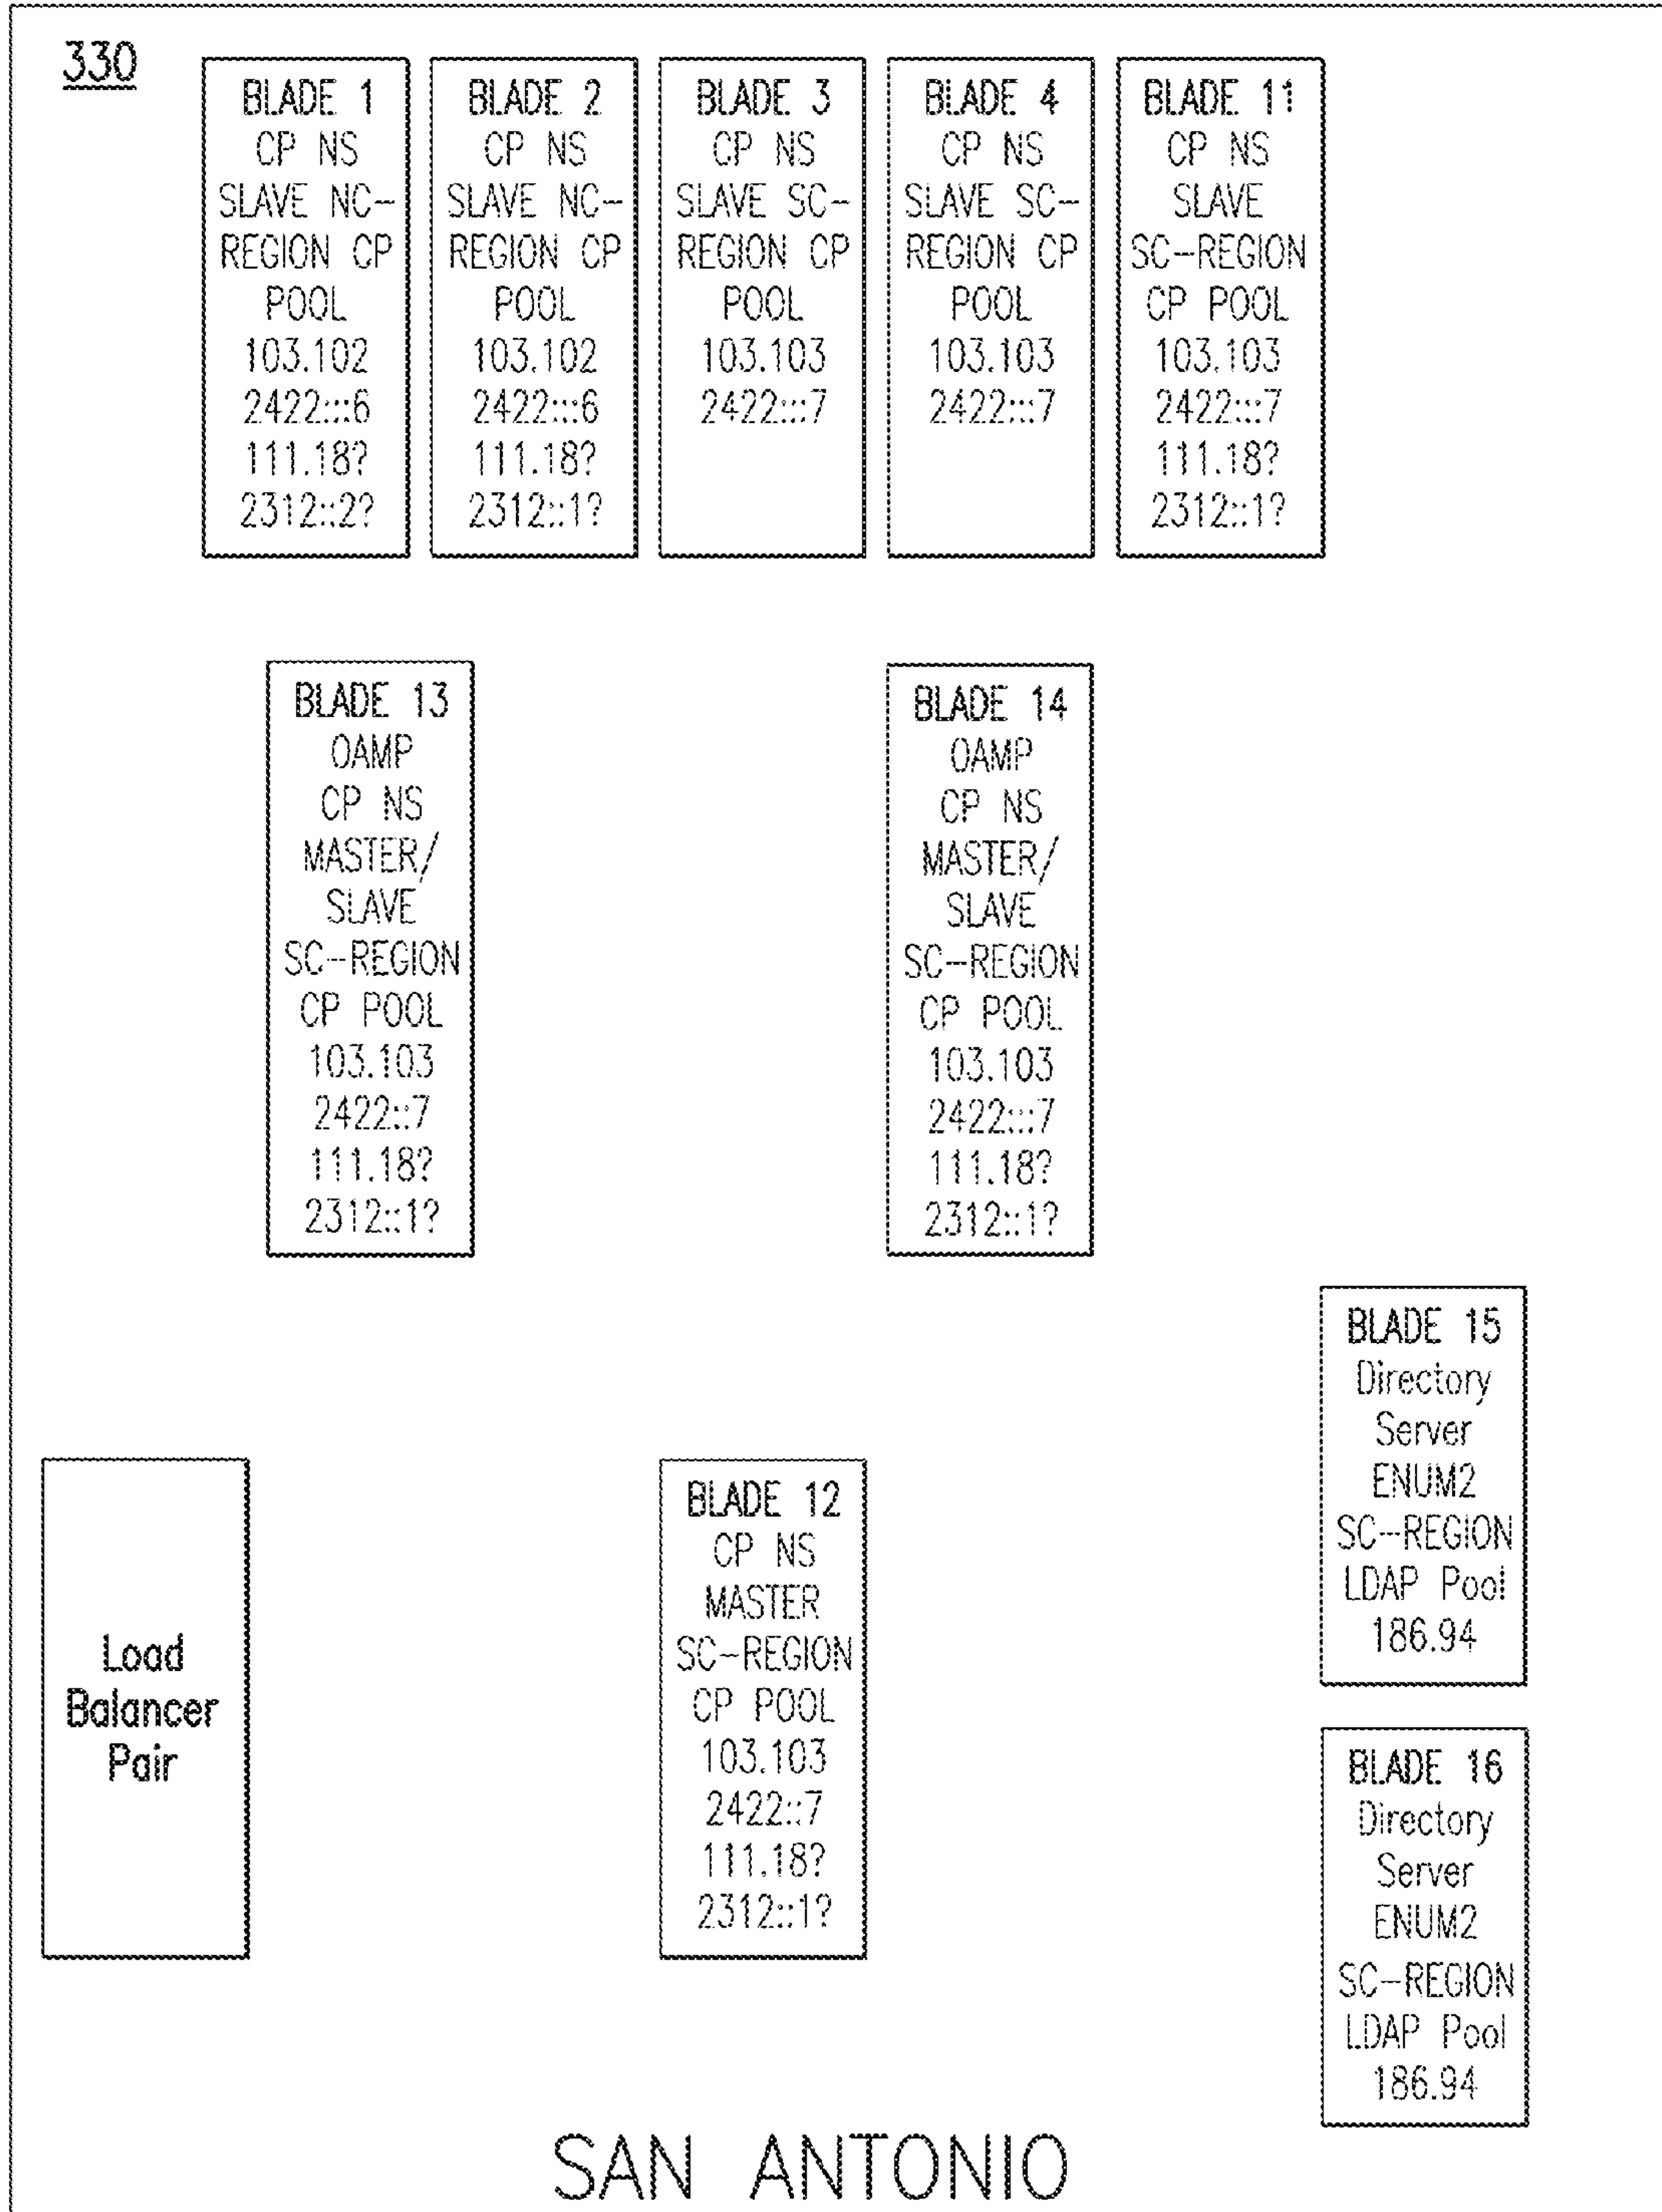 330
BLADE 1
CP NS
SLAVE NC-
REGION CP
POOL
103.102
2422:::6
111.18?
2312::2?
BLADE 2
CP NS
SLAVE NC-
REGION CP
POOL
103.102
2422:::6
111.18?
2312::1?
BLADE 3
CP NS
SLAVE SC-
REGION CP
POOL
103.103
2422:::7
BLADE 4
CP NS
SLAVE SC-
REGION CP
POOL
103.103
2422:::7
BLADE 11
CP NS
SLAVE
SC-REGION
CP POOL
103.103
2422:::7
111.18?
2312::1?
BLADE 13
OAMP
CP NS
MASTER/
SLAVE
SC-REGION
CP POOL
103.103
2422::7
111.18?
2312::1?
BLADE 14
OAMP
CP NS
MASTER/
SLAVE
SC-REGION
CP POOL
103.103
2422:::7
111.18?
2312::1?
Load
Balancer
Pair
BLADE 12
CP NS
MASTER
SC-REGION
CP POOL
103.103
2422::7
111.18?
2312::1?
BLADE 15
Directory
Server
ENUM2
SC-REGION
LDAP Pool
186.94
BLADE 16
Directory
Server
ENUM2
SC-REGION
LDAP Pool
186.94
SAN ANTONIO